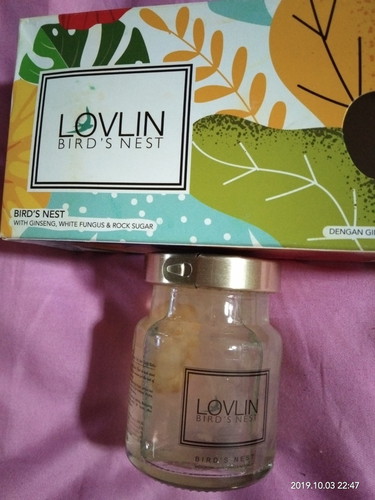 LOVLIN
BIRD'S NEST
BIRD'S NEST
WITH GINSENG, WHITE FUNGUS & ROCK SUGAR
DENGAN
LOVLIN
BIRD'S NEST
BIRD'S NEST
2019.10.03 22:47